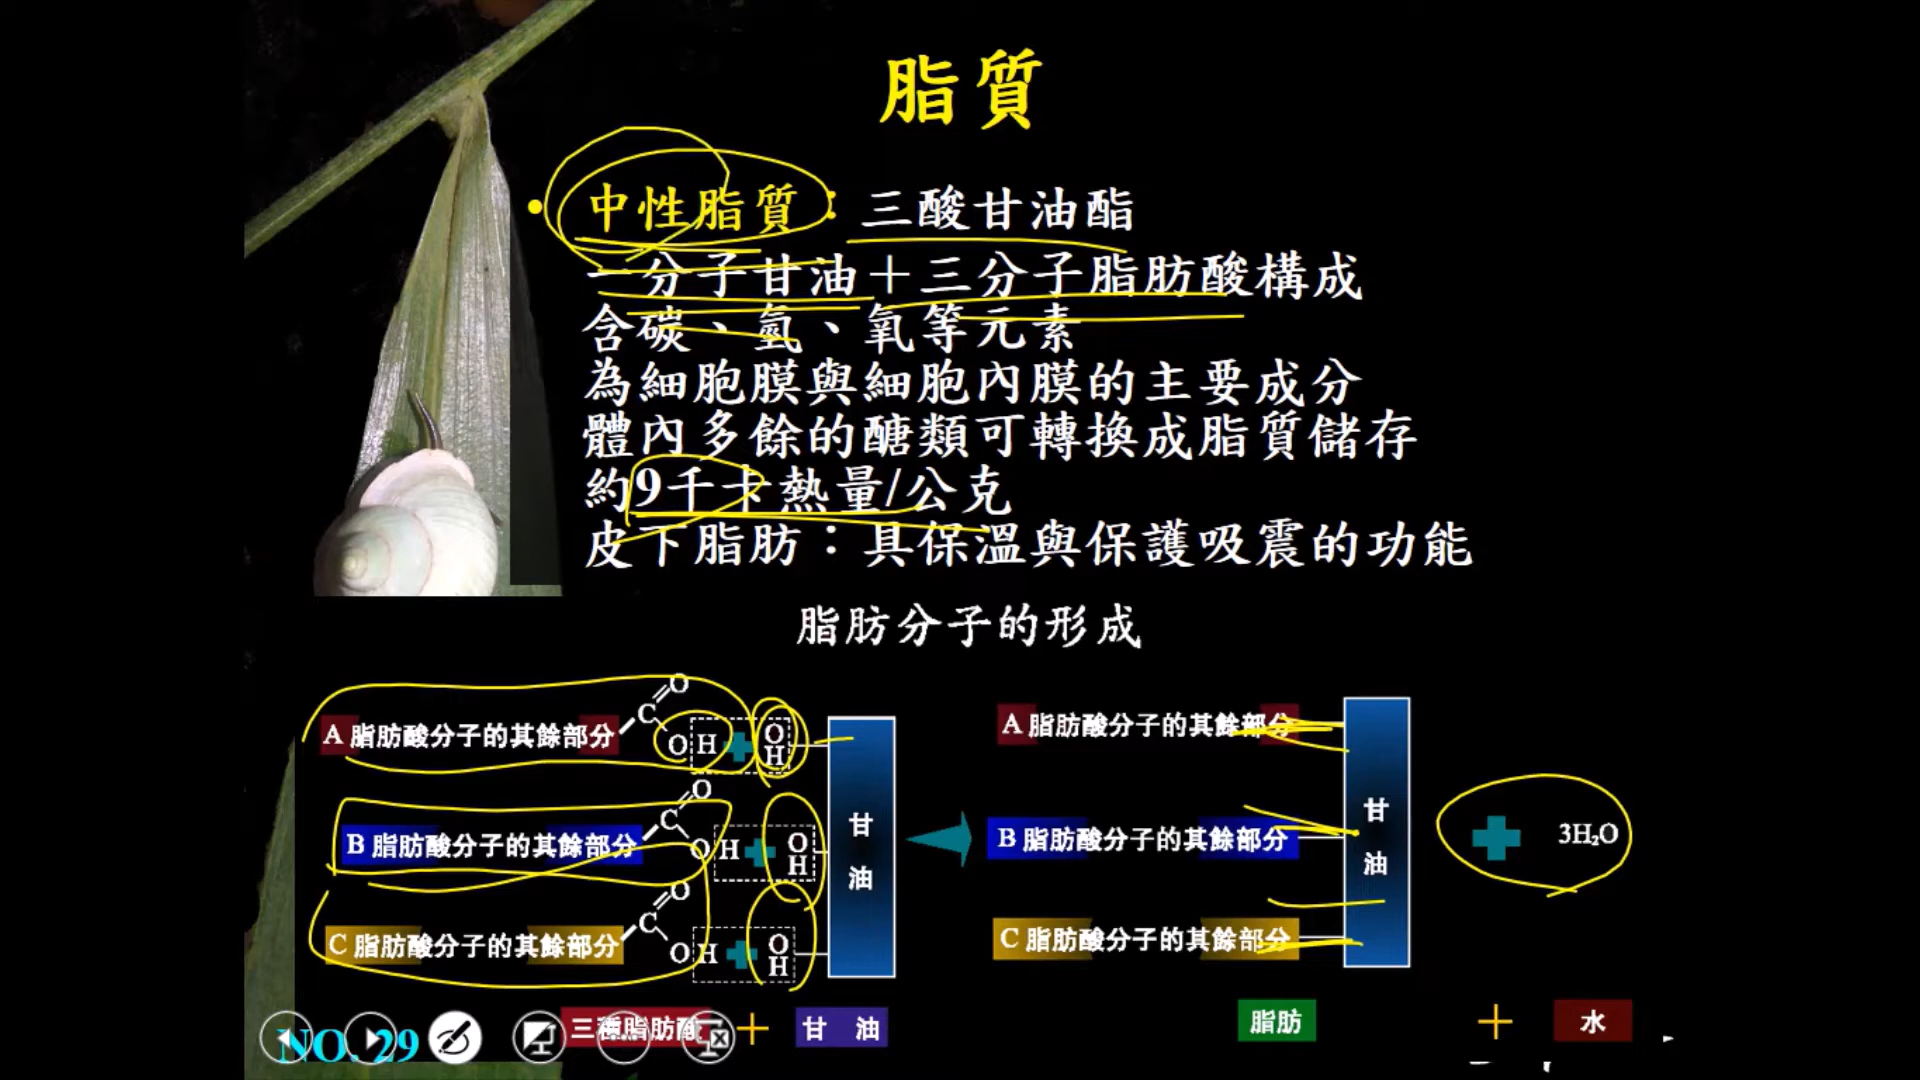 脂質
• 中性脂質：三酸甘油酯
一分子甘油＋三分子脂肪酸構成
含碳、氫、氧等元素
為細胞膜與細胞內膜的主要成分
體內多餘的醣類可轉換成脂質儲存
約9千卡熱量/公克
皮下脂肪：具保溫與保護吸震的功能
脂肪分子的形成
A 脂肪酸分子的其餘部分 C O O H + OH
B 脂肪酸分子的其餘部分 C O O H + OH
C 脂肪酸分子的其餘部分 C O O H + OH
甘油
A 脂肪酸分子的其餘部分
B 脂肪酸分子的其餘部分
C 脂肪酸分子的其餘部分
甘油
+ 3H₂O
三種脂肪酸 + 甘油
脂肪 + 水
NO. 29